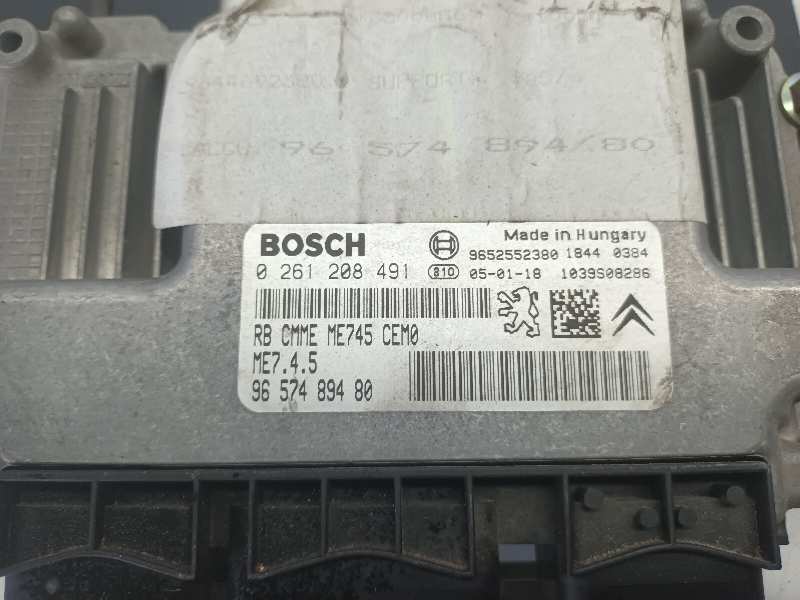 96 574 894/80
BOSCH
Made in Hungary
9652552380 1844 0384
0 261 208 491 810 05-01-18 1039S08286
RB CMME ME745 CEM0
ME7.4.5
96 574 894 80